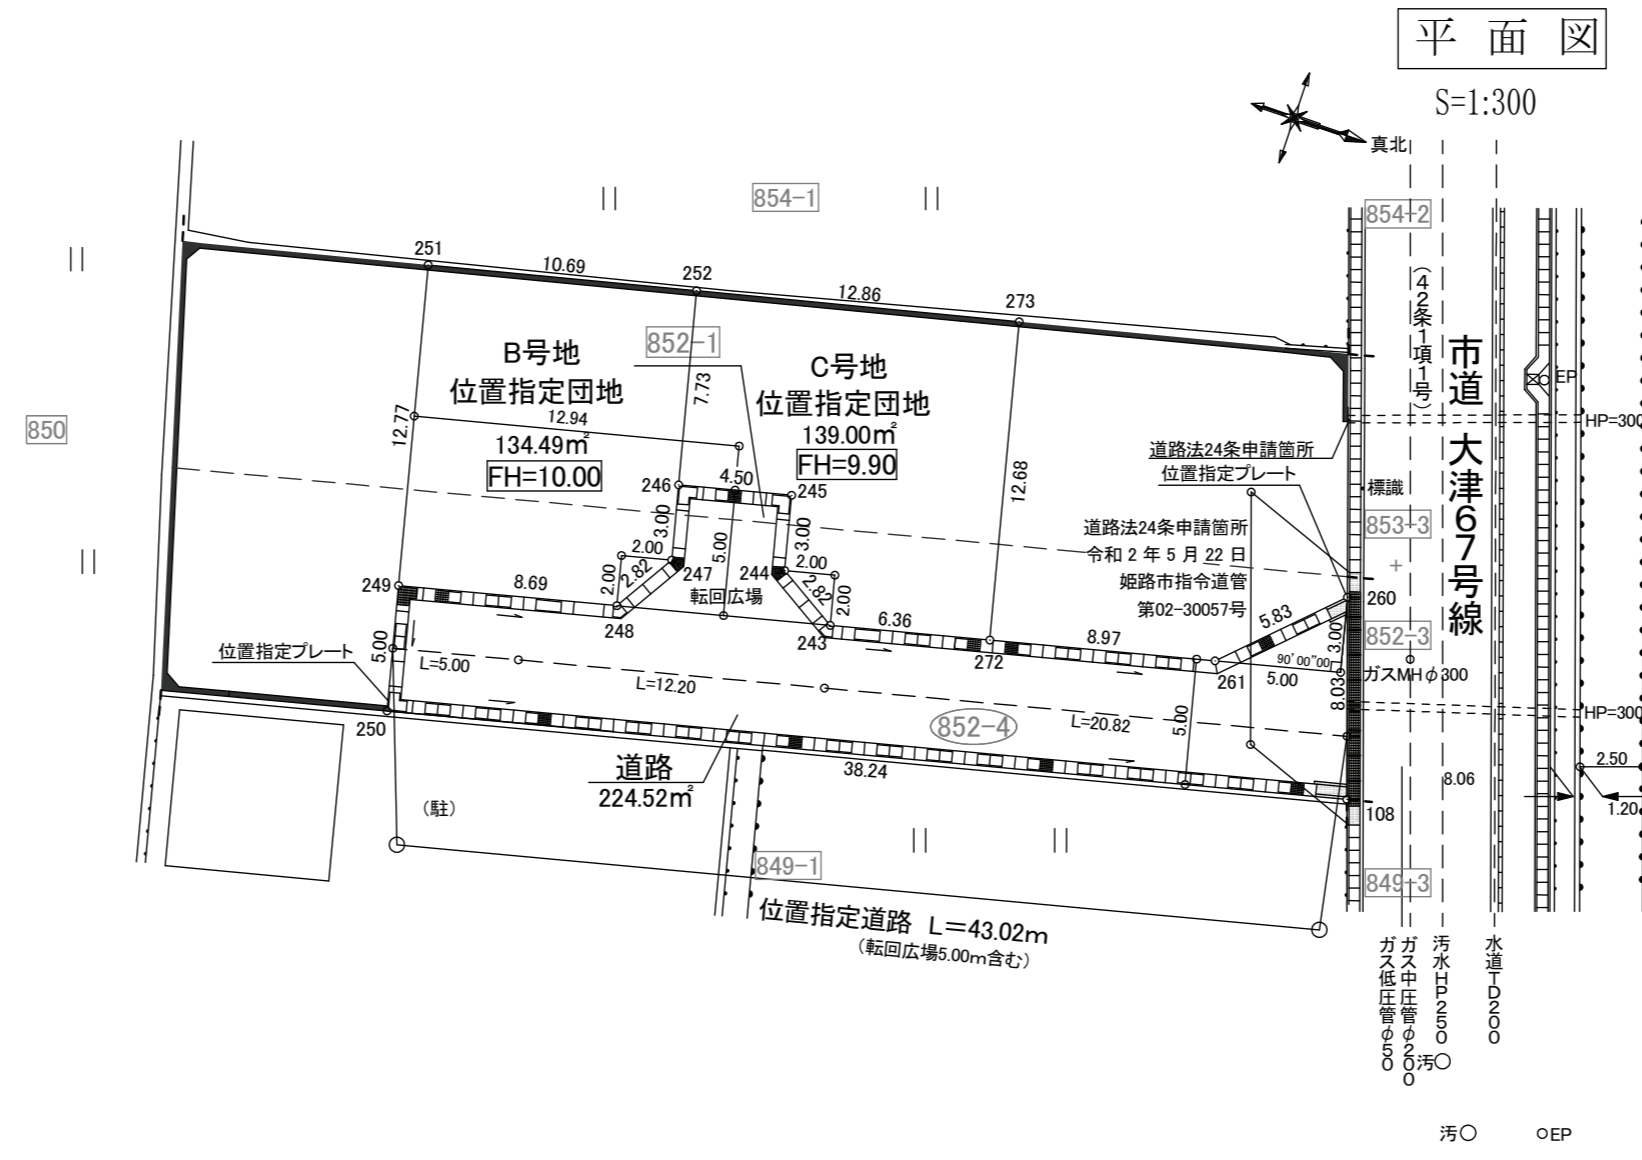 平面図
S=1:300
真北
854-1
854-2
251
10.69
252
12.86
273
(42条1項1号)
市道 大津67号線
EP
HP=300
852-1
B号地
位置指定団地
12.94
134.49㎡
FH=10.00
12.77
7.73
C号地
位置指定団地
139.00㎡
FH=9.90
12.68
850
道路法24条申請箇所
位置指定プレート
標識
853-3
道路法24条申請箇所
令和2年5月22日
姫路市指令道管
第02-30057号
246
4.50
245
3.00
5.00
3.00
2.00
2.82
2.00
247
244
2.00
2.82
2.00
転回広場
249
8.69
248
243
6.36
272
8.97
5.83
260
852-3
3.00
90°00"00
261
5.00
8.03
ガスMHφ300
位置指定プレート
5.00
L=5.00
L=12.20
852-4
L=20.82
5.00
HP=300
250
道路
224.52㎡
38.24
2.50
8.06
1.20
108
(駐)
849-1
849-3
位置指定道路 L=43.02m
(転回広場5.00m含む)
ガス低圧管φ50
ガス中圧管φ200
汚水HP250
水道TD200
汚
汚
EP